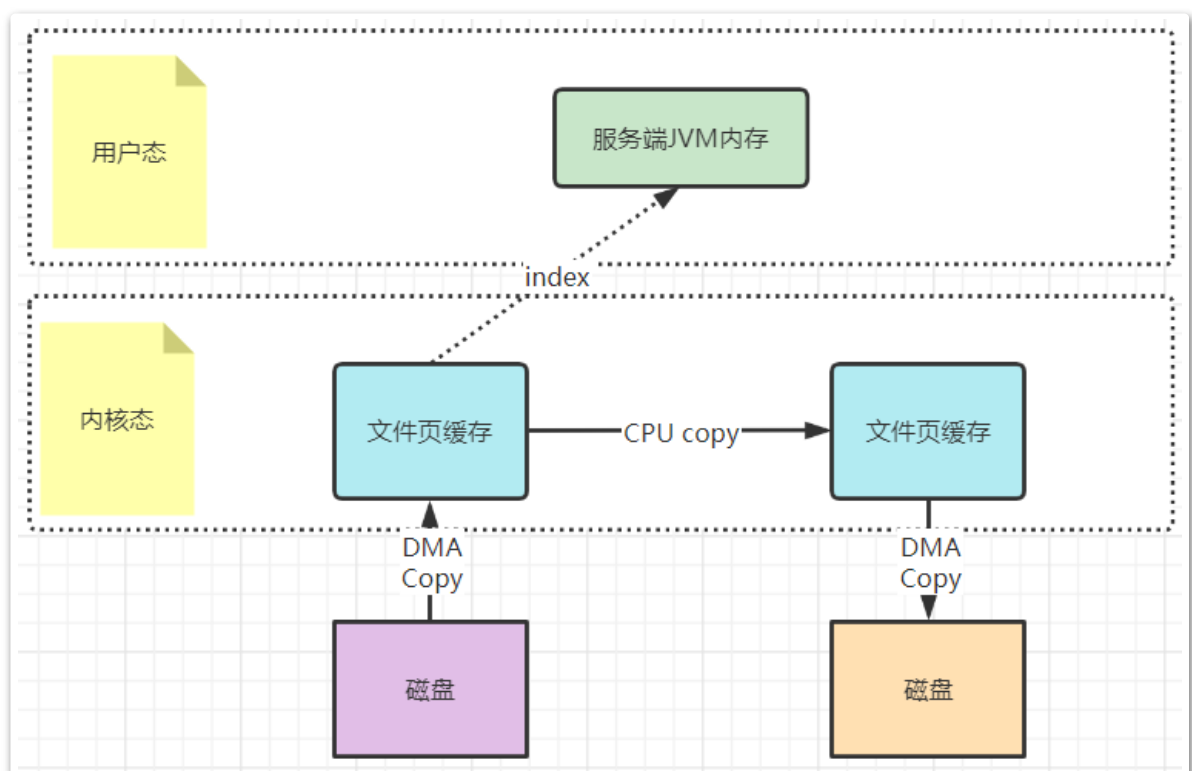 用户态
服务端JVM内存
index
内核态
文件页缓存
CPU copy
文件页缓存
DMA
Copy
DMA
Copy
磁盘
磁盘